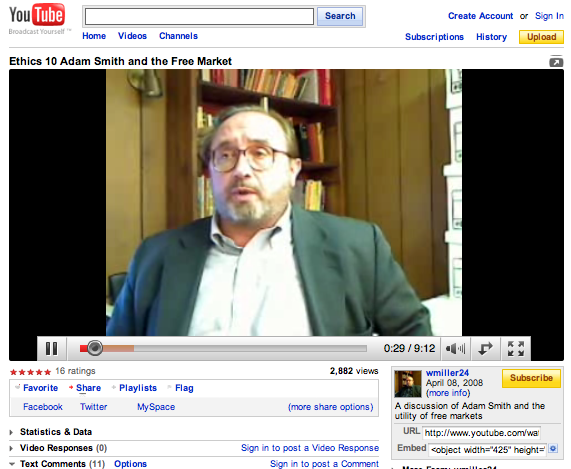 YouTube
Search
Create Account or Sign In
Broadcast Yourself ™
Home Videos Channels
Subscriptions History Upload
Ethics 10 Adam Smith and the Free Market
0:29 / 9:12
16 ratings
2,882 views
Favorite Share Playlists Flag
Facebook Twitter MySpace (more share options)
Statistics & Data
Video Responses (0) Sign in to post a Video Response
Text Comments (11) Options Sign in to post a Comment
wmiller24
April 08, 2008
(more info)
Subscribe
A discussion of Adam Smith and the
utility of free markets
URL http://www.youtube.com/wat
Embed <object width="425" height='